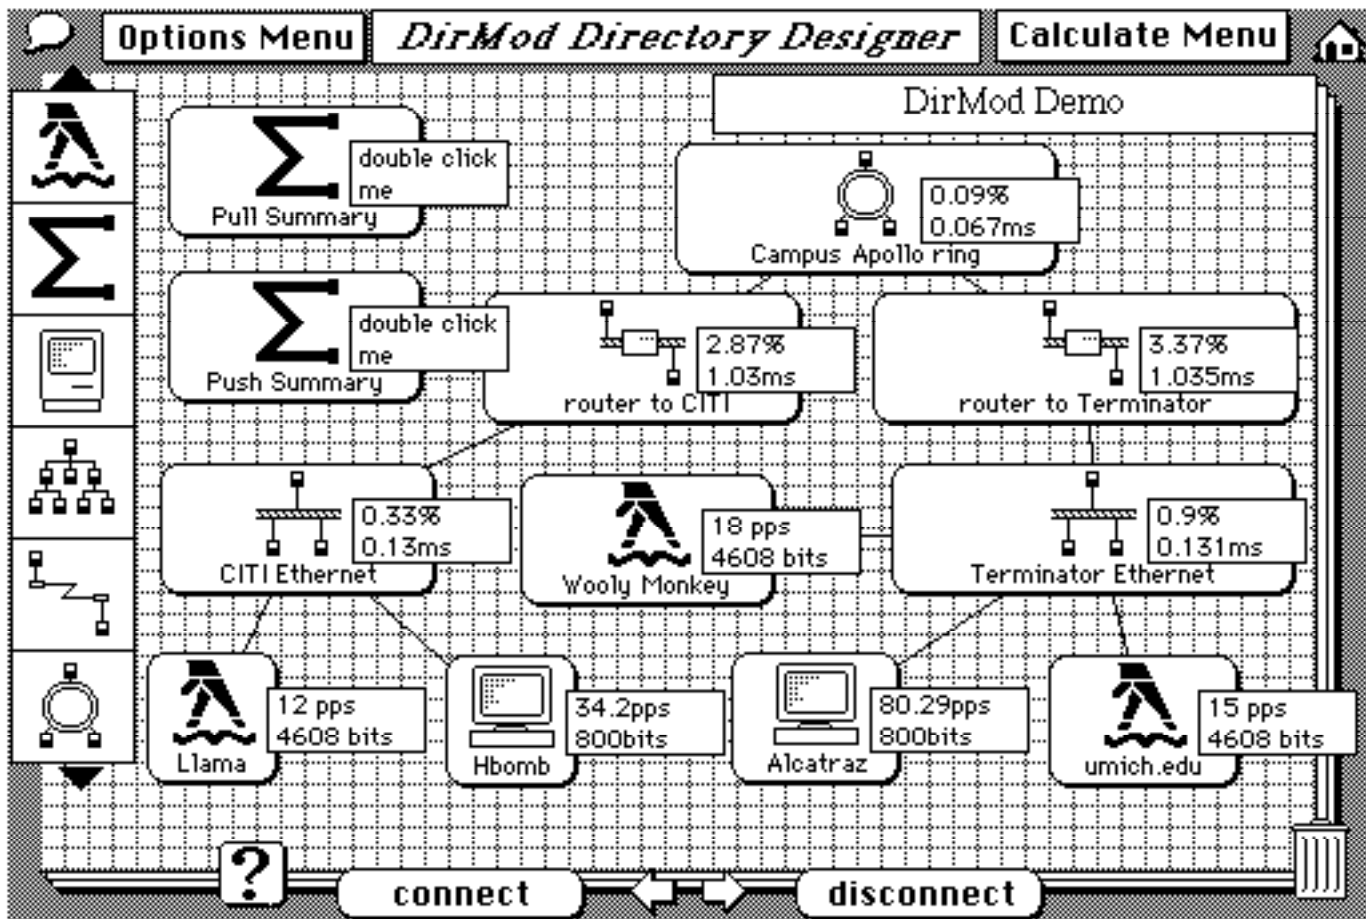 Options Menu
DirMod Directory Designer
Calculate Menu
DirMod Demo
double click
me
Pull Summary
0.09%
0.067ms
Campus Apollo ring
double click
me
Push Summary
2.87%
1.03ms
router to CITI
3.37%
1.035ms
router to Terminator
0.33%
0.13ms
CITI Ethernet
18 pps
4608 bits
Wooly Monkey
0.9%
0.131ms
Terminator Ethernet
12 pps
4608 bits
Llama
34.2pps
800bits
Hbomb
80.29pps
800bits
Alcatraz
15 pps
4608 bits
umich.edu
?
connect
disconnect